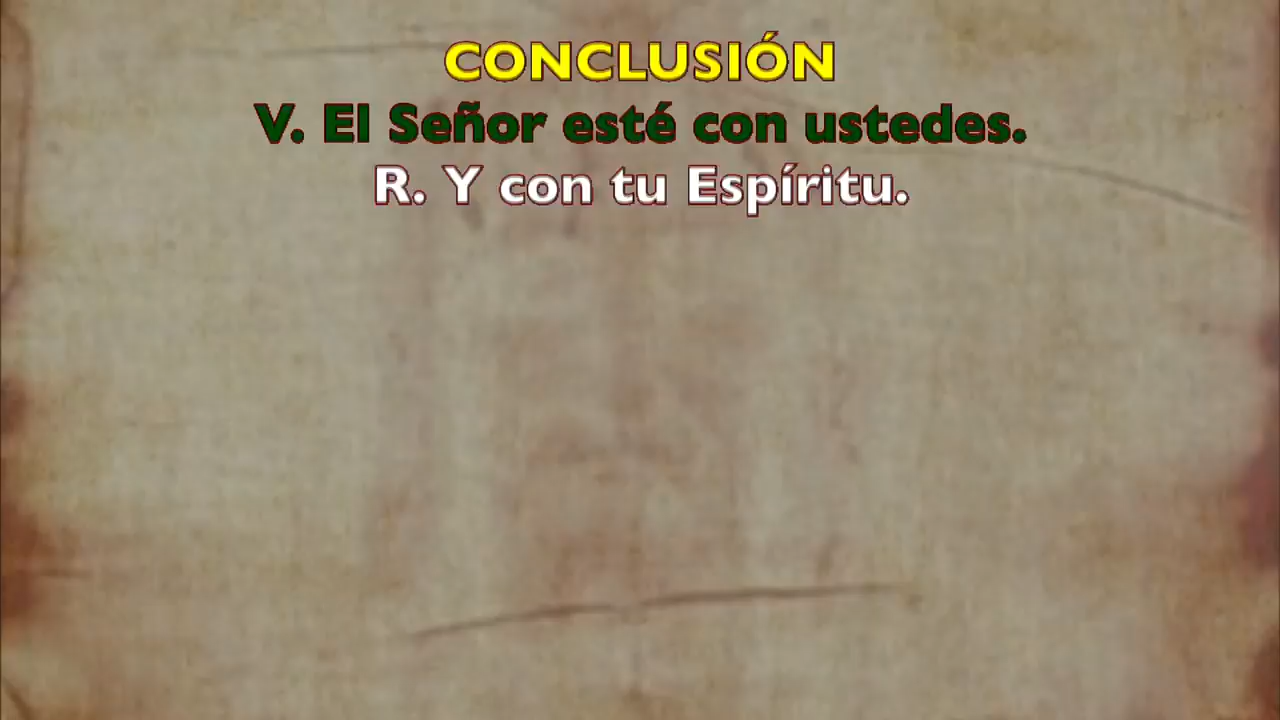 CONCLUSIÓN
V. El Señor esté con ustedes.
R. Y con tu Espíritu.